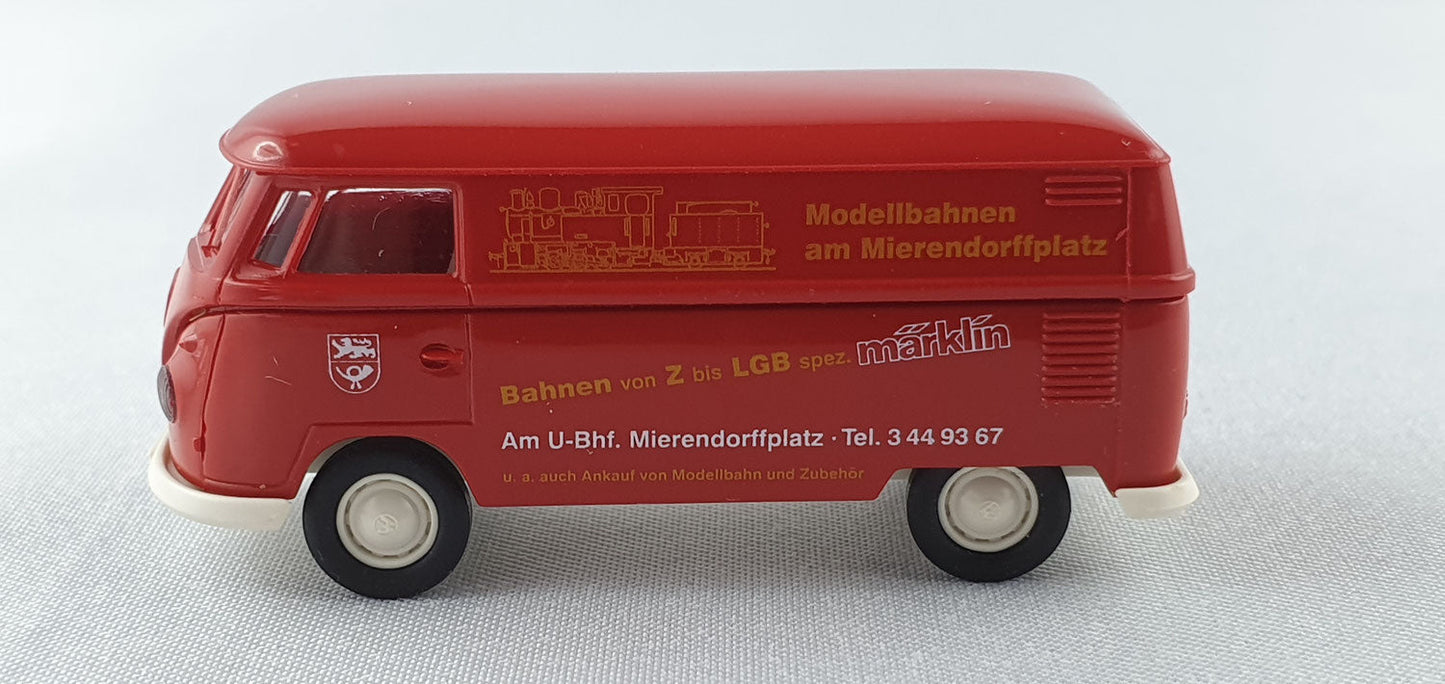 Modellbahnen
am Mierendorffplatz
Bahnen von Z bis LGB spez. märklin
Am U-Bhf. Mierendorffplatz · Tel. 3 44 93 67
u. a. auch Ankauf von Modellbahn und Zubehör